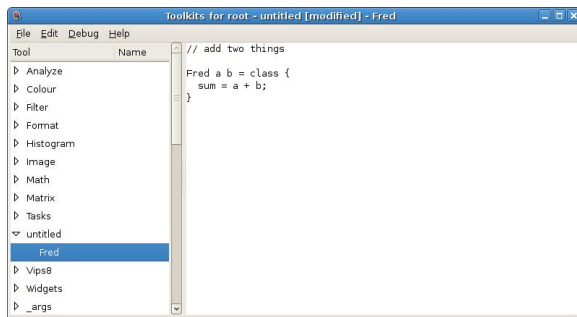 Toolkits for root - untitled [modified] - Fred
File Edit Debug Help
Tool Name
Analyze
Colour
Filter
Format
Histogram
Image
Math
Matrix
Tasks
untitled
Fred
Vips8
Widgets
_args
// add two things
Fred a b = class {
sum = a + b;
}